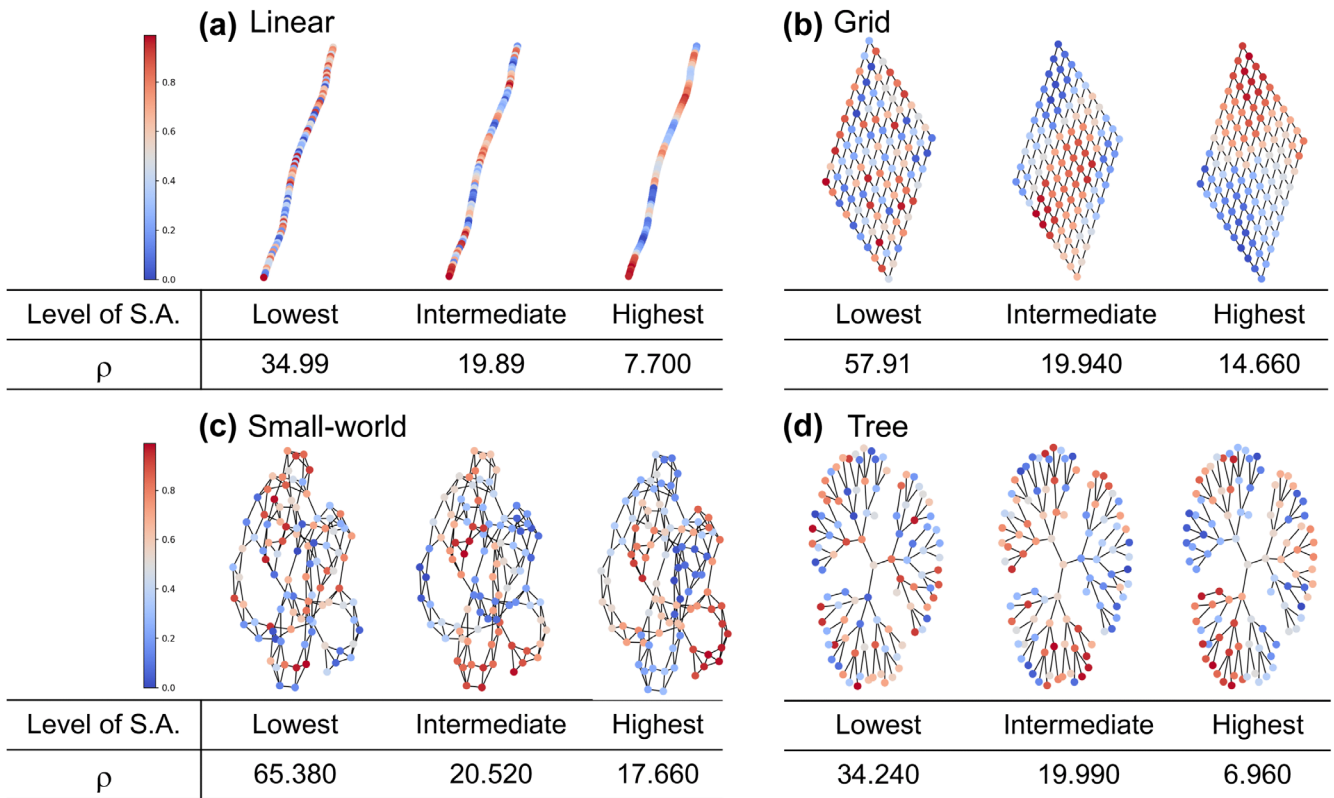 (a) Linear
(b) Grid
0.8
0.6
0.4
0.2
0.0
Level of S.A. Lowest Intermediate Highest
ρ 34.99 19.89 7.700
Lowest Intermediate Highest
57.91 19.940 14.660
(c) Small-world
(d) Tree
0.8
0.6
0.4
0.2
0.0
Level of S.A. Lowest Intermediate Highest
ρ 65.380 20.520 17.660
Lowest Intermediate Highest
34.240 19.990 6.960